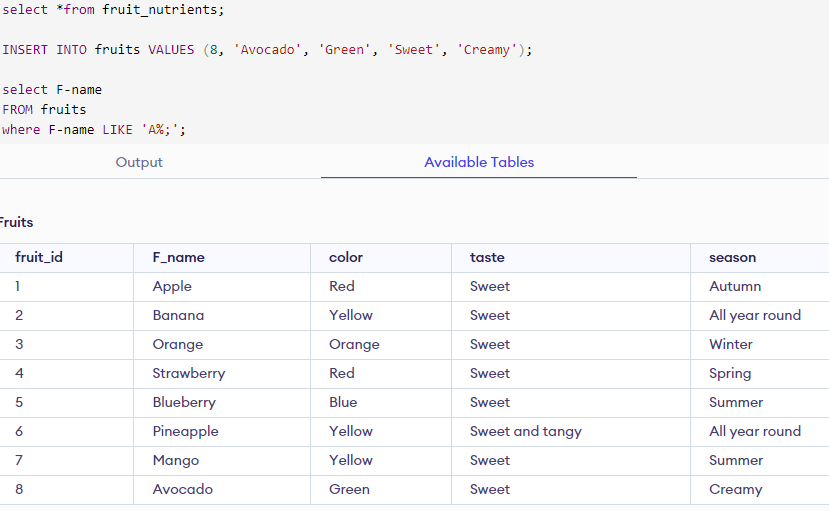 select *from fruit_nutrients;
INSERT INTO fruits VALUES (8, 'Avocado', 'Green', 'Sweet', 'Creamy');
select F-name
FROM fruits
where F-name LIKE 'A%;';
Output Available Tables
Fruits
fruit_id F_name color taste season
1 Apple Red Sweet Autumn
2 Banana Yellow Sweet All year round
3 Orange Orange Sweet Winter
4 Strawberry Red Sweet Spring
5 Blueberry Blue Sweet Summer
6 Pineapple Yellow Sweet and tangy All year round
7 Mango Yellow Sweet Summer
8 Avocado Green Sweet Creamy